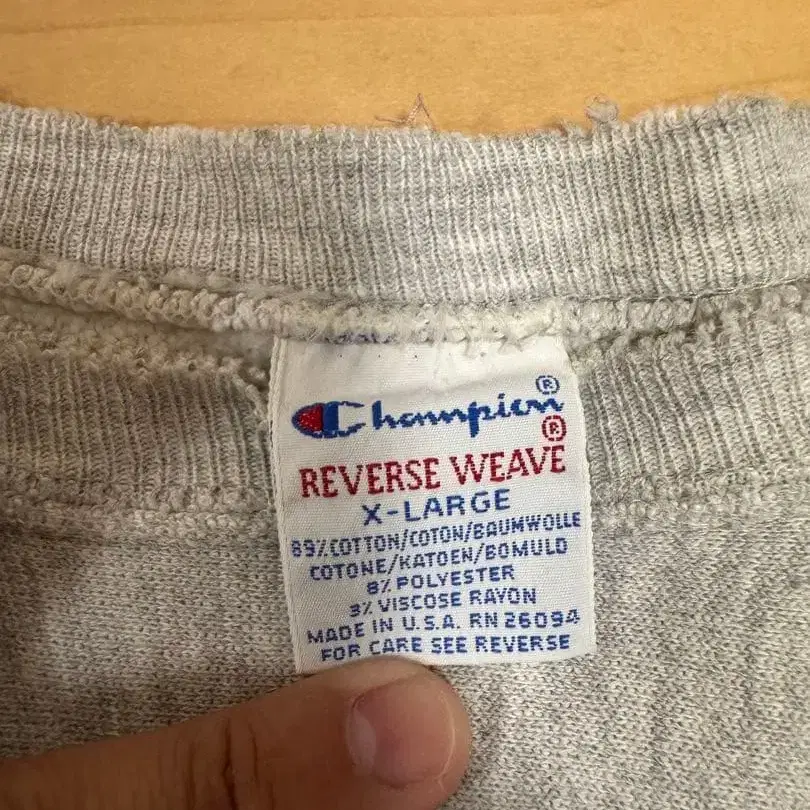 Champion®
REVERSE WEAVE®
X-LARGE
89% COTTON/COTON/BAUMWOLLE
COTONE/KATOEN/BOMULD
8% POLYESTER
3% VISCOSE RAYON
MADE IN U.S.A. RN 26094
FOR CARE SEE REVERSE